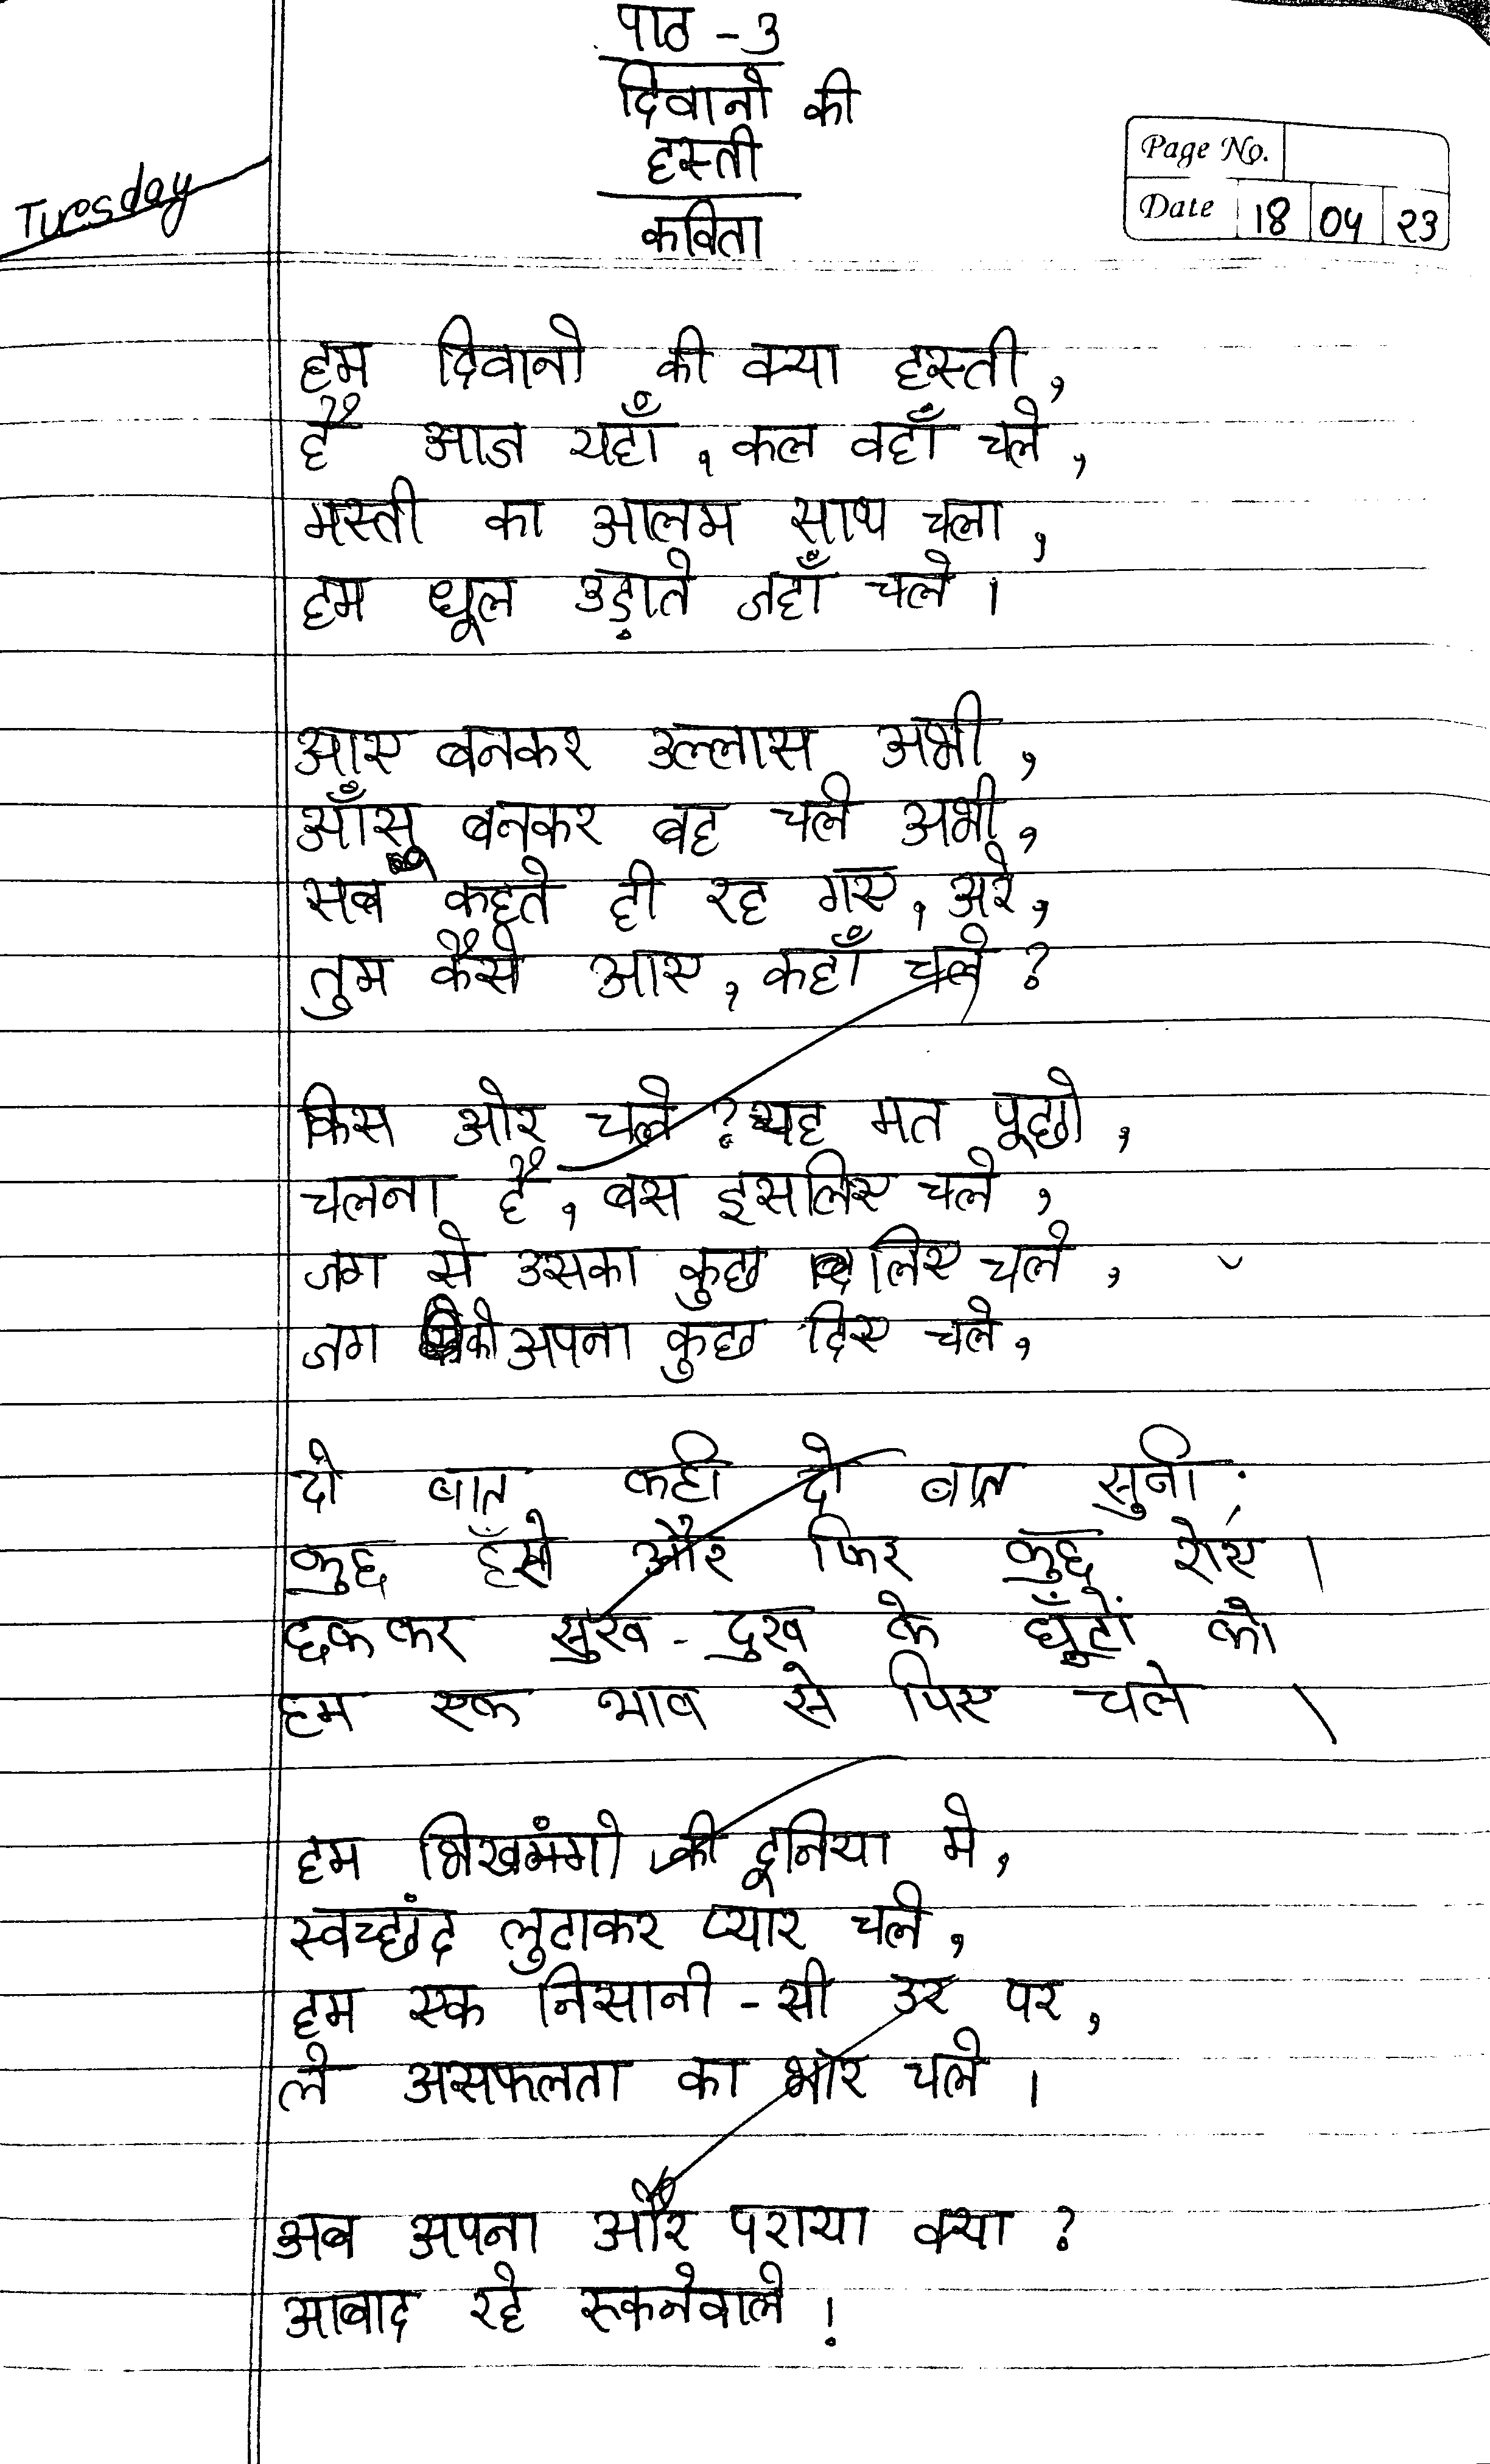 पाठ - 3
दिवानो की
हस्ती
कविता
Page No.
Date 18 04 23
Tuesday
हम दिवानो की क्या हस्ती,
है आज यहाँ, कल वहाँ चले,
मस्ती का आलम साथ चला,
हम धूल उड़ाते जहाँ चले।
आए बनकर उल्लास अभी,
आँसू बनकर बह चले अभी,
सब कहते ही रह गए, अरे,
तुम कैसे आए, कहाँ चले?
किस ओर चले? यह मत पूछो,
चलना है, बस इसलिए चले,
जग से उसका कुछ लिए चले,
जग को अपना कुछ दिए चले,
दो बात कही दो बात सुनी;
कुछ हँसे और फिर कुछ रोए।
छककर सुख-दुख के घूँटों को
हम एक भाव से पिए चले।
हम भिखमंगो की दूनिया मे,
स्वच्छंद लुटाकर प्यार चले,
हम एक निसानी-सी उर पर,
ले असफलता का भार चले।
अब अपना और पराया क्या?
आबाद रहे रूकनेवाले!